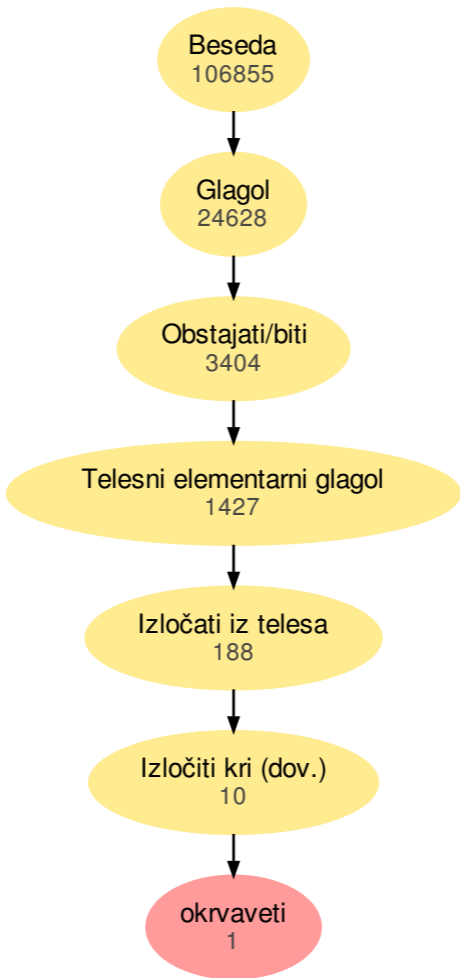 Beseda
106855
Glagol
24628
Obstajati/biti
3404
Telesni elementarni glagol
1427
Izločati iz telesa
188
Izločiti kri (dov.)
10
okrvaveti
1